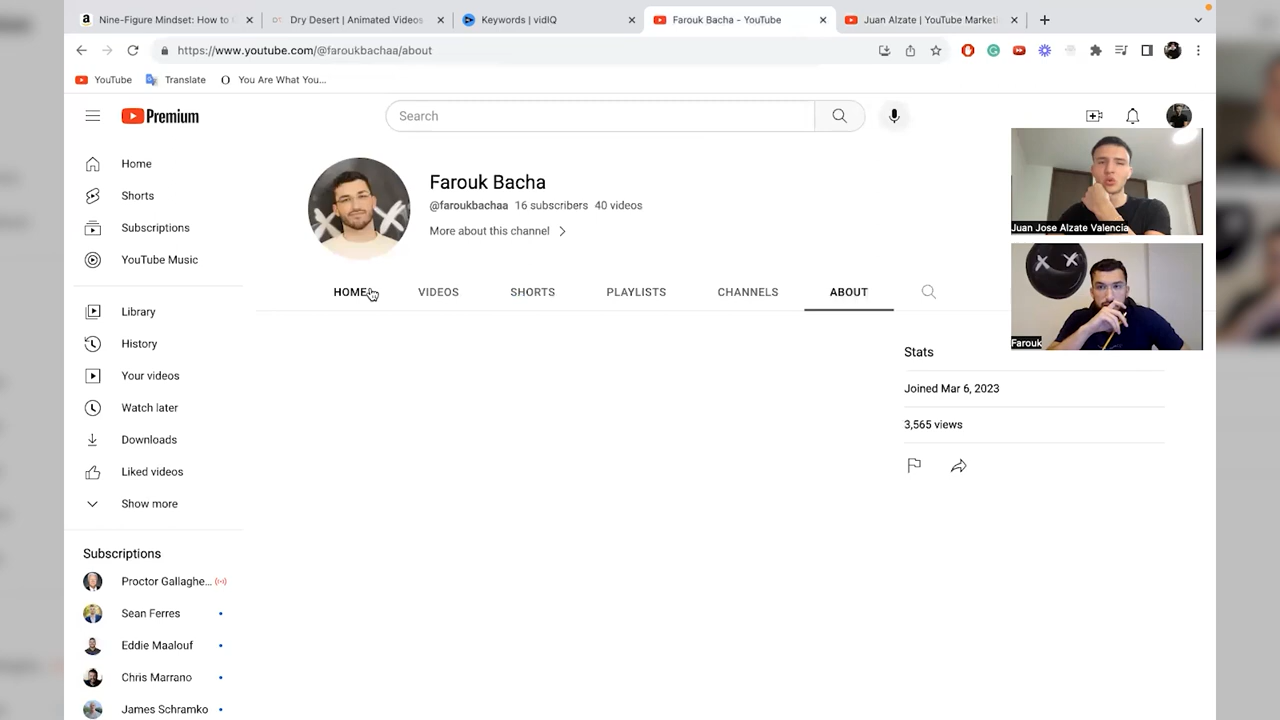 Nine-Figure Mindset: How to
Dry Desert | Animated Videos
Keywords | vidIQ
Farouk Bacha - YouTube
Juan Alzate | YouTube Market
https://www.youtube.com/@faroukbachaa/about
YouTube
Translate
You Are What You...
Premium
Search
Home
Shorts
Subscriptions
YouTube Music
Library
History
Your videos
Watch later
Downloads
Liked videos
Show more
Subscriptions
Proctor Gallaghe...
Sean Ferres
Eddie Maalouf
Chris Marrano
James Schramko
Farouk Bacha
@faroukbachaa 16 subscribers 40 videos
More about this channel
HOME VIDEOS SHORTS PLAYLISTS CHANNELS ABOUT
Stats
Joined Mar 6, 2023
3,565 views
Juan Jose Alzate Valencia
Farouk